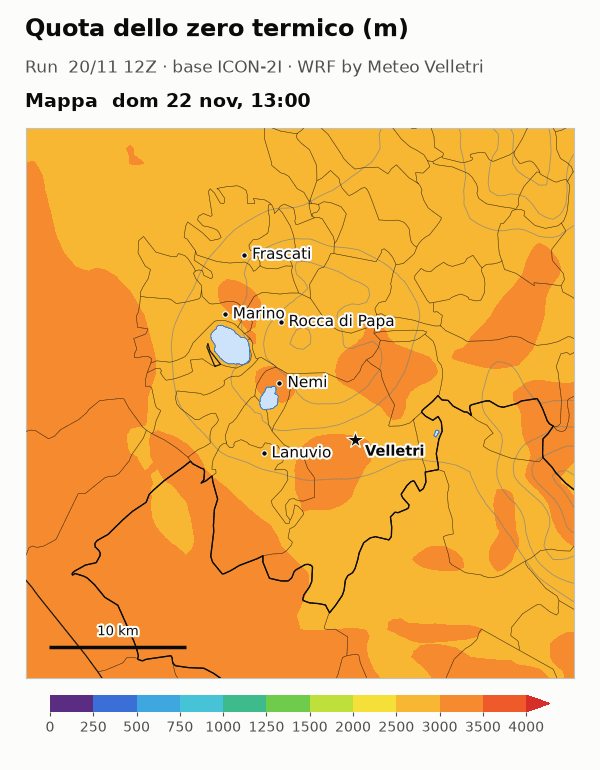 Quota dello zero termico (m)
Run  20/11 12Z · base ICON-2I · WRF by Meteo Velletri
Mappa  dom 22 nov, 13:00
Frascati
Marino
Rocca di Papa
Nemi
Velletri
Lanuvio
10 km
0 250 500 750 1000 1250 1500 2000 2500 3000 3500 4000